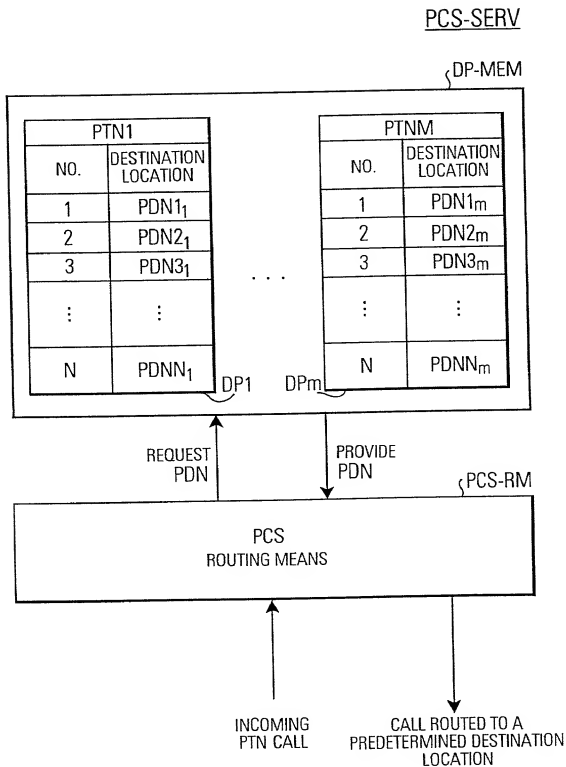 PCS-SERV
DP-MEM
PTN1
NO. DESTINATION LOCATION
1 PDN1₁
2 PDN2₁
3 PDN3₁
⋮ ⋮
N PDNN₁
DP1
. . .
PTNM
NO. DESTINATION LOCATION
1 PDN1ₘ
2 PDN2ₘ
3 PDN3ₘ
⋮ ⋮
N PDNNₘ
DPm
REQUEST
PDN
PROVIDE
PDN
PCS-RM
PCS
ROUTING MEANS
INCOMING
PTN CALL
CALL ROUTED TO A
PREDETERMINED DESTINATION
LOCATION